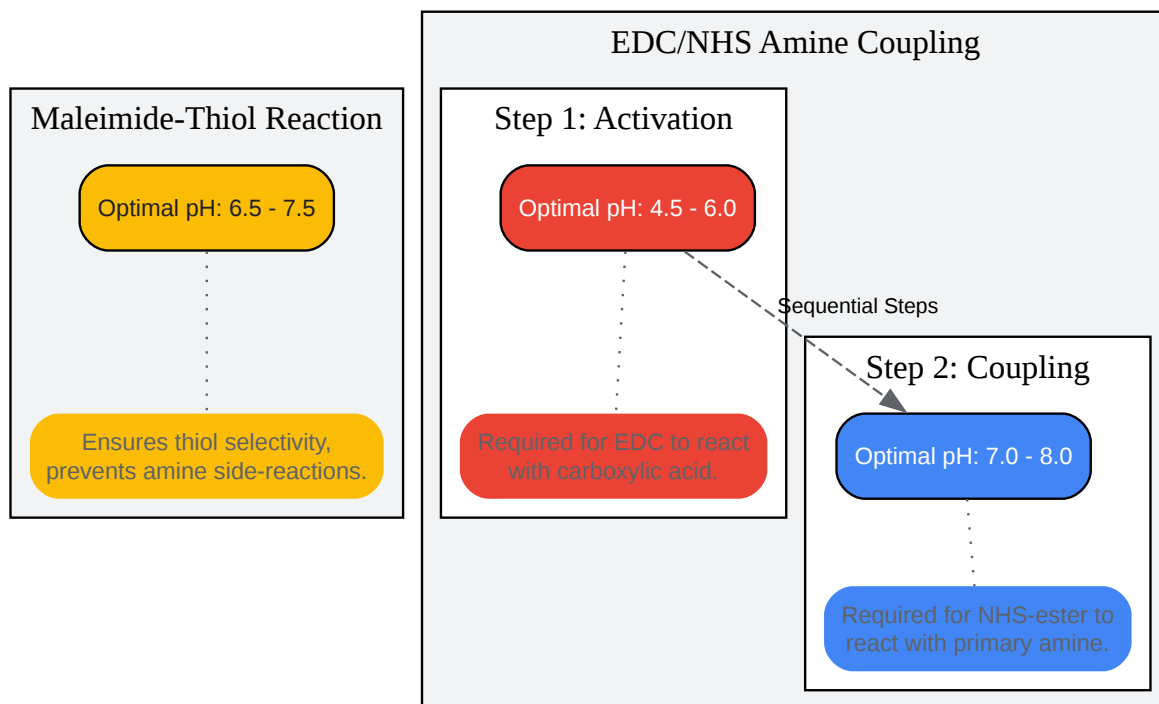 EDC/NHS Amine Coupling
Maleimide-Thiol Reaction
Optimal pH: 6.5 - 7.5
Ensures thiol selectivity,
prevents amine side-reactions.
Step 1: Activation
Optimal pH: 4.5 - 6.0
Required for EDC to react
with carboxylic acid.
Sequential Steps
Step 2: Coupling
Optimal pH: 7.0 - 8.0
Required for NHS-ester to
react with primary amine.